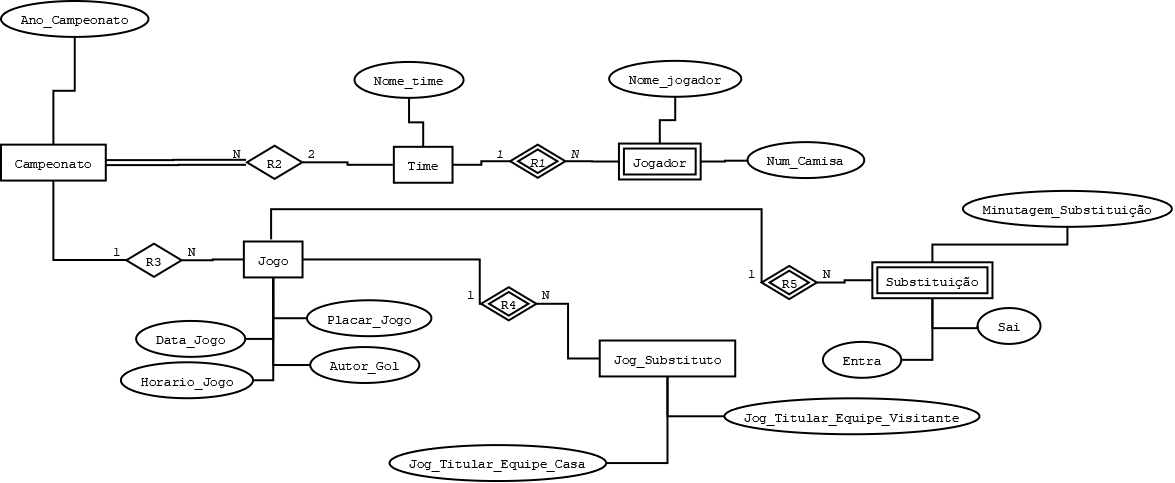 Ano_Campeonato
Nome_time
Nome_jogador
Campeonato
N
R2
2
Time
1
R1
N
Jogador
Num_Camisa
Minutagem_Substituição
1
R3
N
Jogo
1
R5
N
Substituição
1
R4
N
Placar_Jogo
Sai
Data_Jogo
Jog_Substituto
Entra
Autor_Gol
Horario_Jogo
Jog_Titular_Equipe_Visitante
Jog_Titular_Equipe_Casa